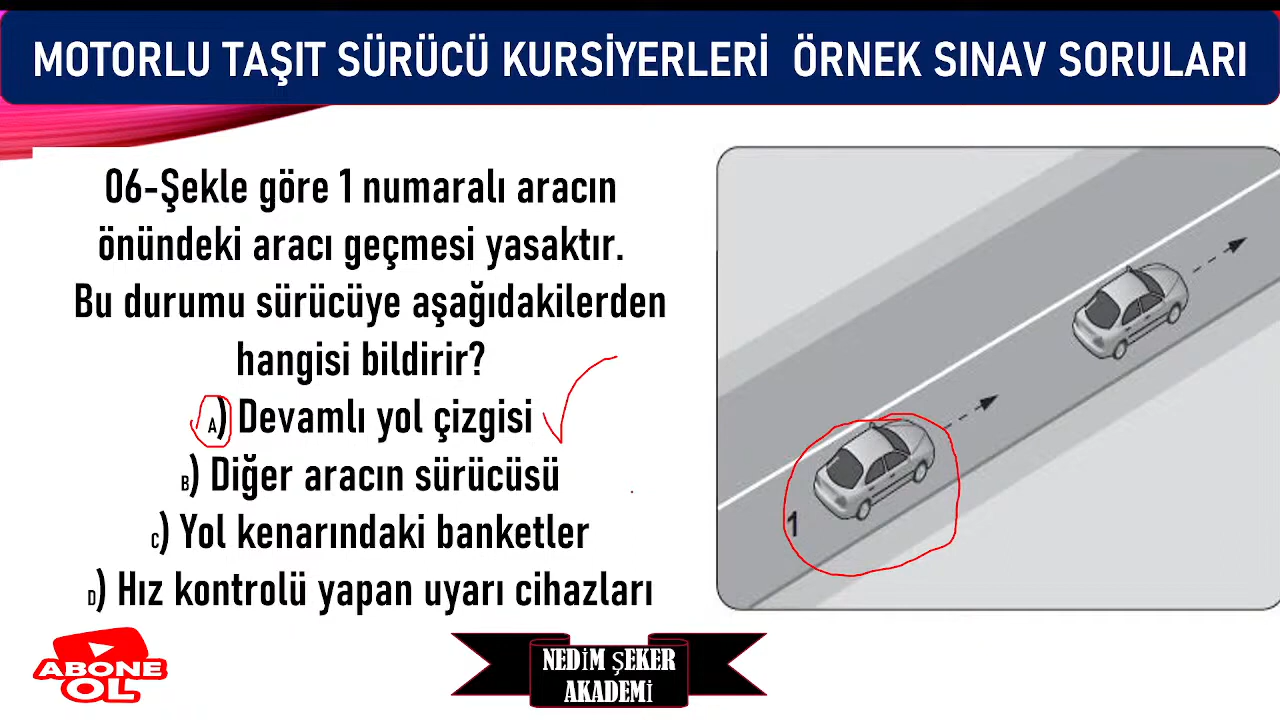 MOTORLU TAŞIT SÜRÜCÜ KURSİYERLERİ ÖRNEK SINAV SORULARI
06-Şekle göre 1 numaralı aracın
önündeki aracı geçmesi yasaktır.
Bu durumu sürücüye aşağıdakilerden
hangisi bildirir?
A) Devamlı yol çizgisi
B) Diğer aracın sürücüsü
C) Yol kenarındaki banketler
D) Hız kontrolü yapan uyarı cihazları
1
ABONE
OL
NEDİM ŞEKER
AKADEMİ